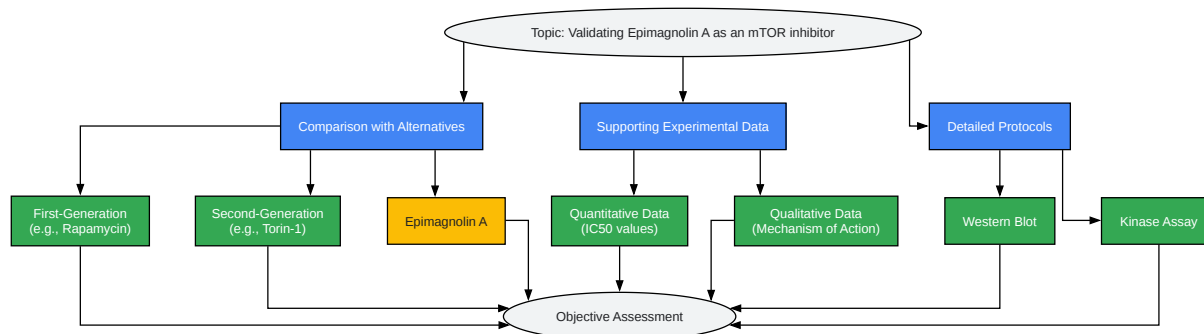 Topic: Validating Epimagnolin A as an mTOR inhibitor
Comparison with Alternatives
Supporting Experimental Data
Detailed Protocols
First-Generation
(e.g., Rapamycin)
Second-Generation
(e.g., Torin-1)
Epimagnolin A
Quantitative Data
(IC50 values)
Qualitative Data
(Mechanism of Action)
Western Blot
Kinase Assay
Objective Assessment